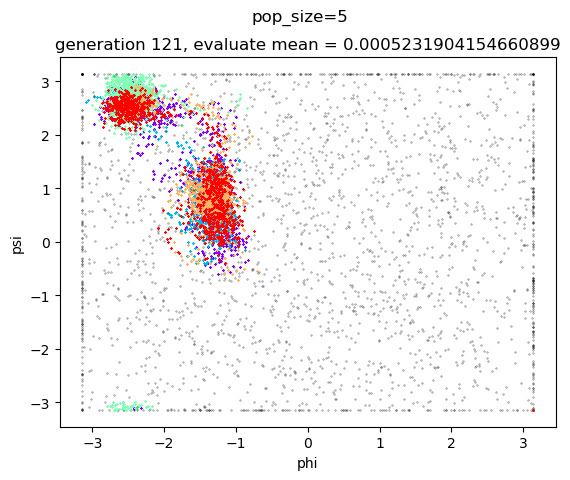 pop_size=5
generation 121, evaluate mean = 0.0005231904154660899
3
2
1
0
−1
−2
−3
psi
−3 −2 −1 0 1 2 3
phi